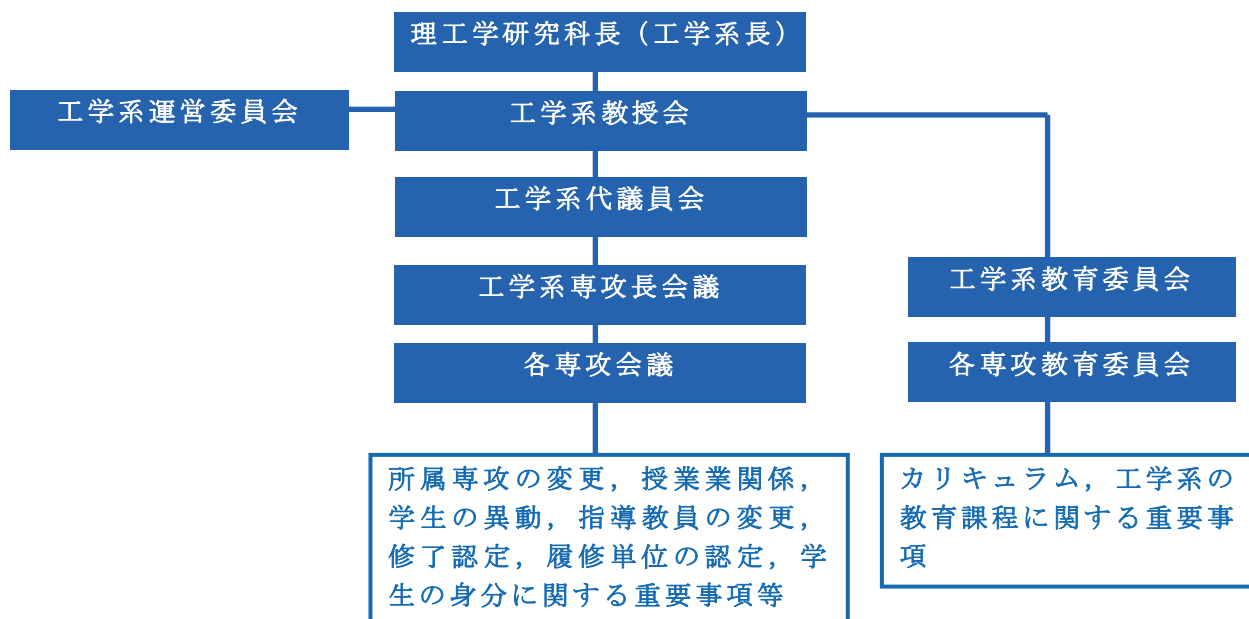 理工学研究科長（工学系長）
工学系運営委員会
工学系教授会
工学系代議員会
工学系専攻長会議
各専攻会議
工学系教育委員会
各専攻教育委員会
所属専攻の変更，授業業関係，
学生の異動，指導教員の変更，
修了認定，履修単位の認定，学
生の身分に関する重要事項等
カリキュラム，工学系の
教育課程に関する重要事
項